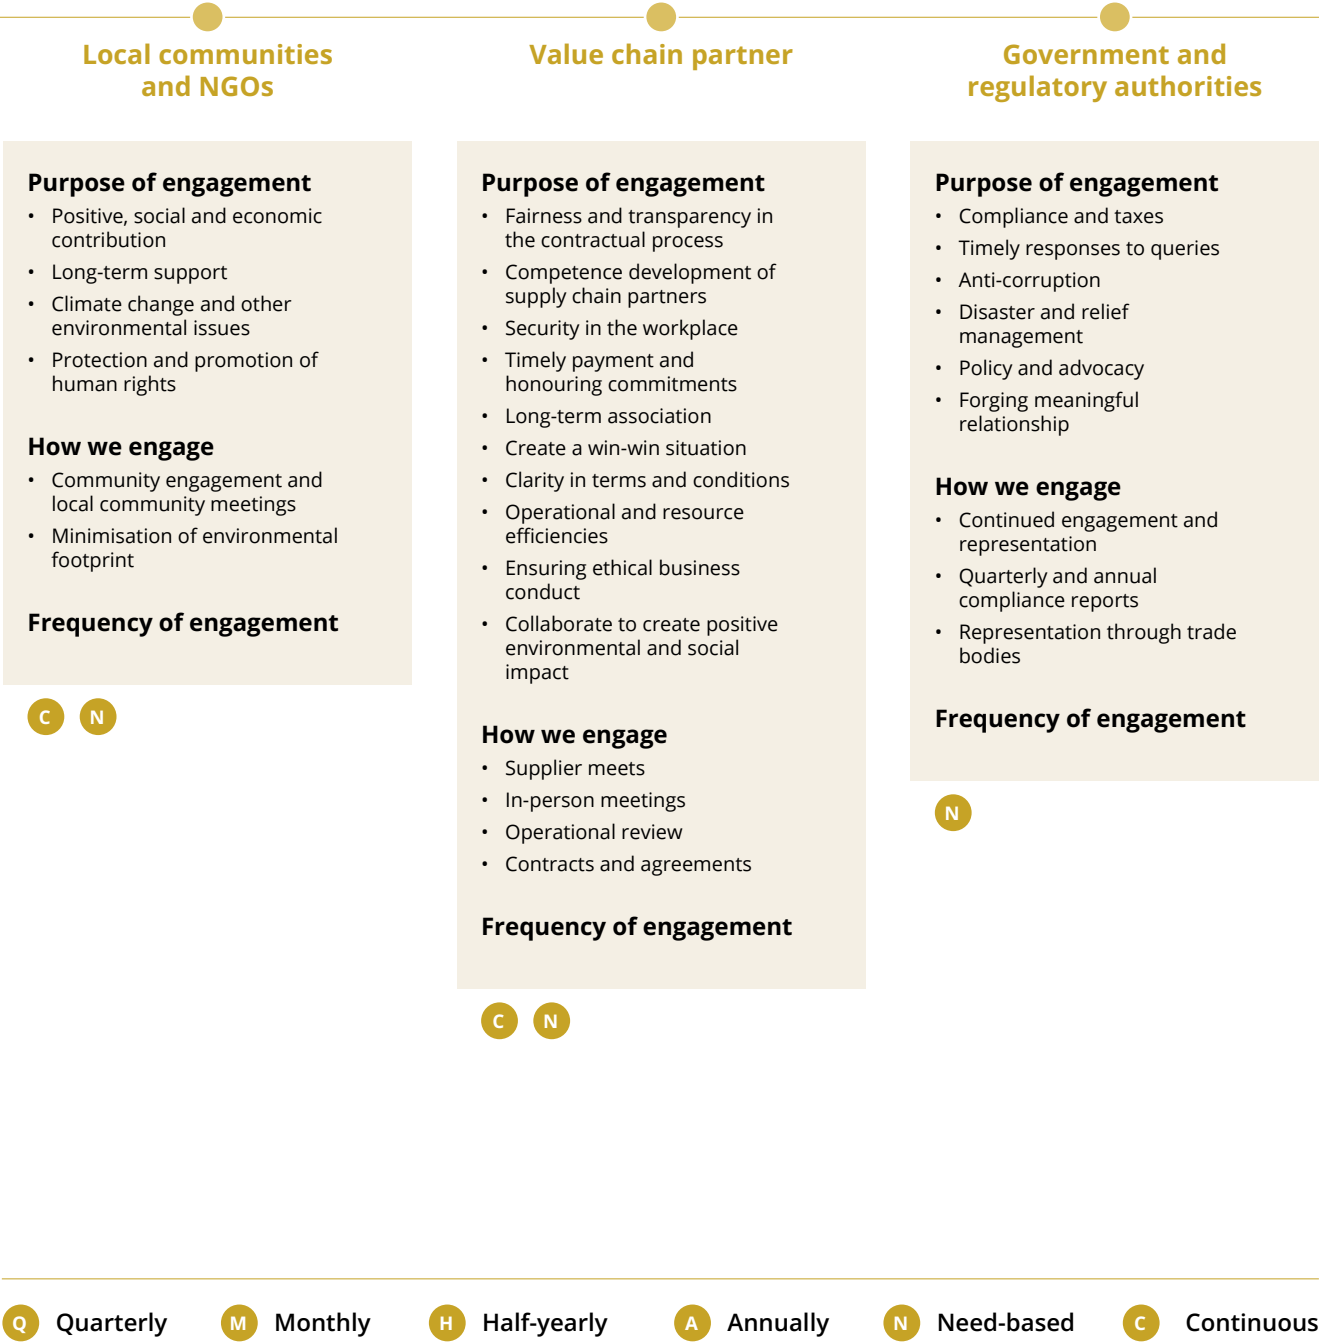 Local communities
and NGOs
Purpose of engagement
• Positive, social and economic
contribution
• Long-term support
• Climate change and other
environmental issues
• Protection and promotion of
human rights
How we engage
• Community engagement and
local community meetings
• Minimisation of environmental
footprint
Frequency of engagement
C N
Value chain partner
Purpose of engagement
• Fairness and transparency in
the contractual process
• Competence development of
supply chain partners
• Security in the workplace
• Timely payment and
honouring commitments
• Long-term association
• Create a win-win situation
• Clarity in terms and conditions
• Operational and resource
efficiencies
• Ensuring ethical business
conduct
• Collaborate to create positive
environmental and social
impact
How we engage
• Supplier meets
• In-person meetings
• Operational review
• Contracts and agreements
Frequency of engagement
C N
Government and
regulatory authorities
Purpose of engagement
• Compliance and taxes
• Timely responses to queries
• Anti-corruption
• Disaster and relief
management
• Policy and advocacy
• Forging meaningful
relationship
How we engage
• Continued engagement and
representation
• Quarterly and annual
compliance reports
• Representation through trade
bodies
Frequency of engagement
N
Q Quarterly M Monthly H Half-yearly A Annually N Need-based C Continuous